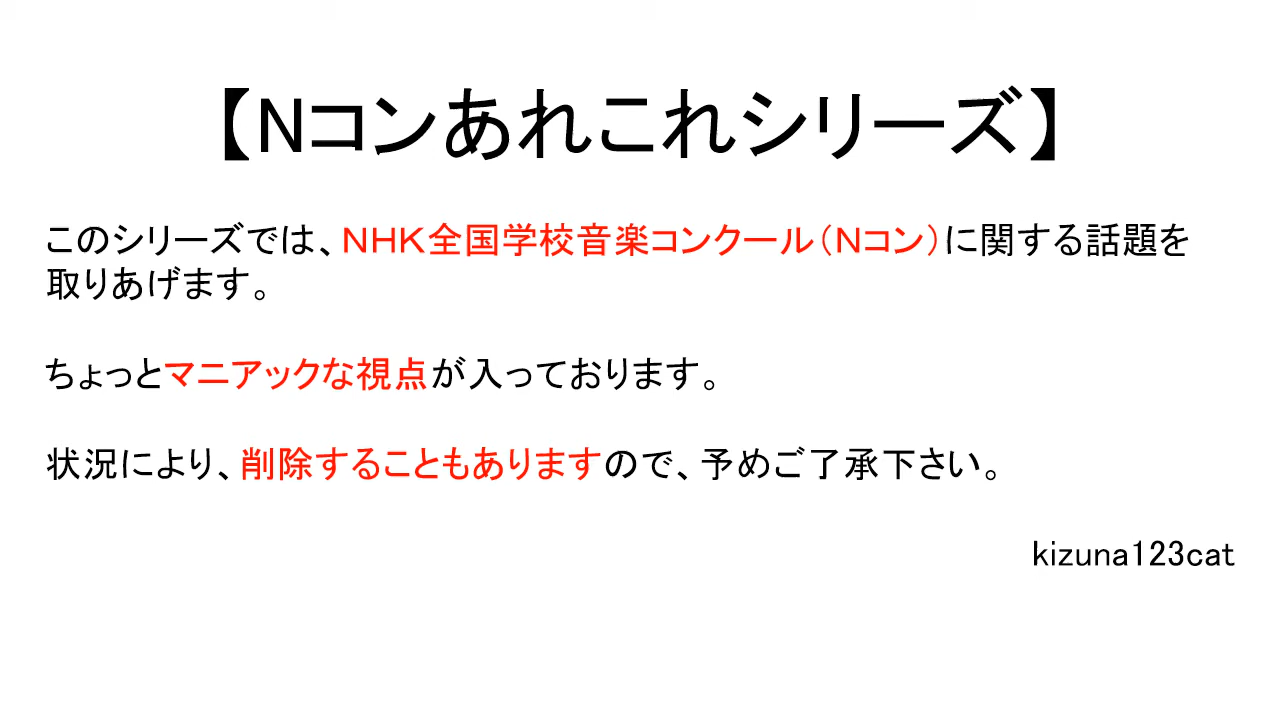 【Nコンあれこれシリーズ】
このシリーズでは、ＮＨＫ全国学校音楽コンクール（Ｎコン）に関する話題を
取りあげます。
ちょっとマニアックな視点が入っております。
状況により、削除することもありますので、予めご了承下さい。
kizuna123cat